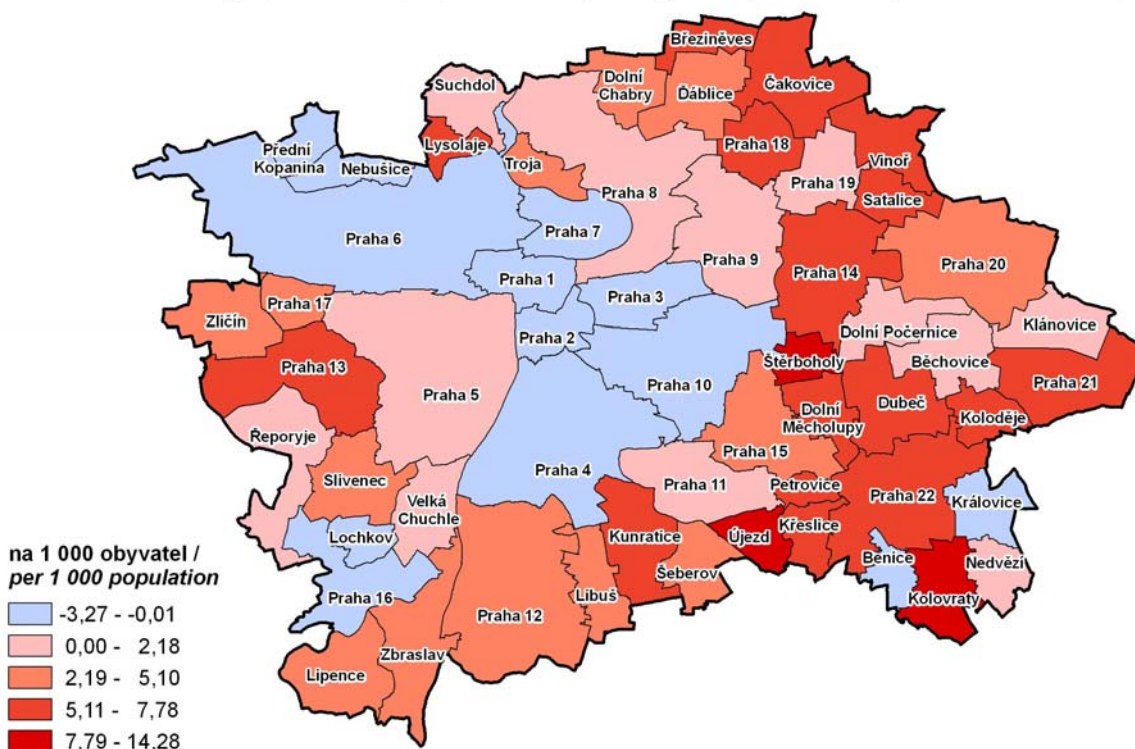 Březiněves
Suchdol
Dolní
Chabry
Ďáblice
Čakovice
Přední
Kopanina
Nebušice
Lysolaje
Troja
Praha 18
Vinoř
Praha 8
Praha 19
Satalice
Praha 6
Praha 7
Praha 9
Praha 14
Praha 20
Praha 1
Praha 3
Praha 17
Zličín
Praha 2
Dolní Počernice
Klánovice
Štěrboholy
Běchovice
Praha 13
Praha 5
Praha 10
Praha 21
Dubeč
Dolní
Měcholupy
Koloděje
Řeporyje
Praha 15
Praha 4
Slivenec
Praha 11
Petrovice
Praha 22
Královice
Velká
Chuchle
Lochkov
Kunratice
Újezd
Křeslice
Šeberov
Benice
Nedvězí
Praha 16
Libuš
Kolovraty
Praha 12
Zbraslav
Lipence
na 1 000 obyvatel /
per 1 000 population
-3,27 - -0,01
0,00 - 2,18
2,19 - 5,10
5,11 - 7,78
7,79 - 14,28